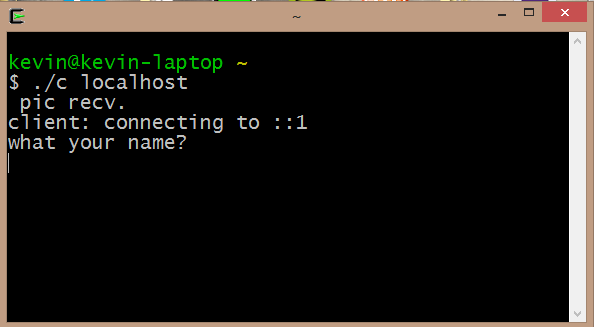 ~
kevin@kevin-laptop ~
$ ./c localhost
 pic recv.
client: connecting to ::1
what your name?